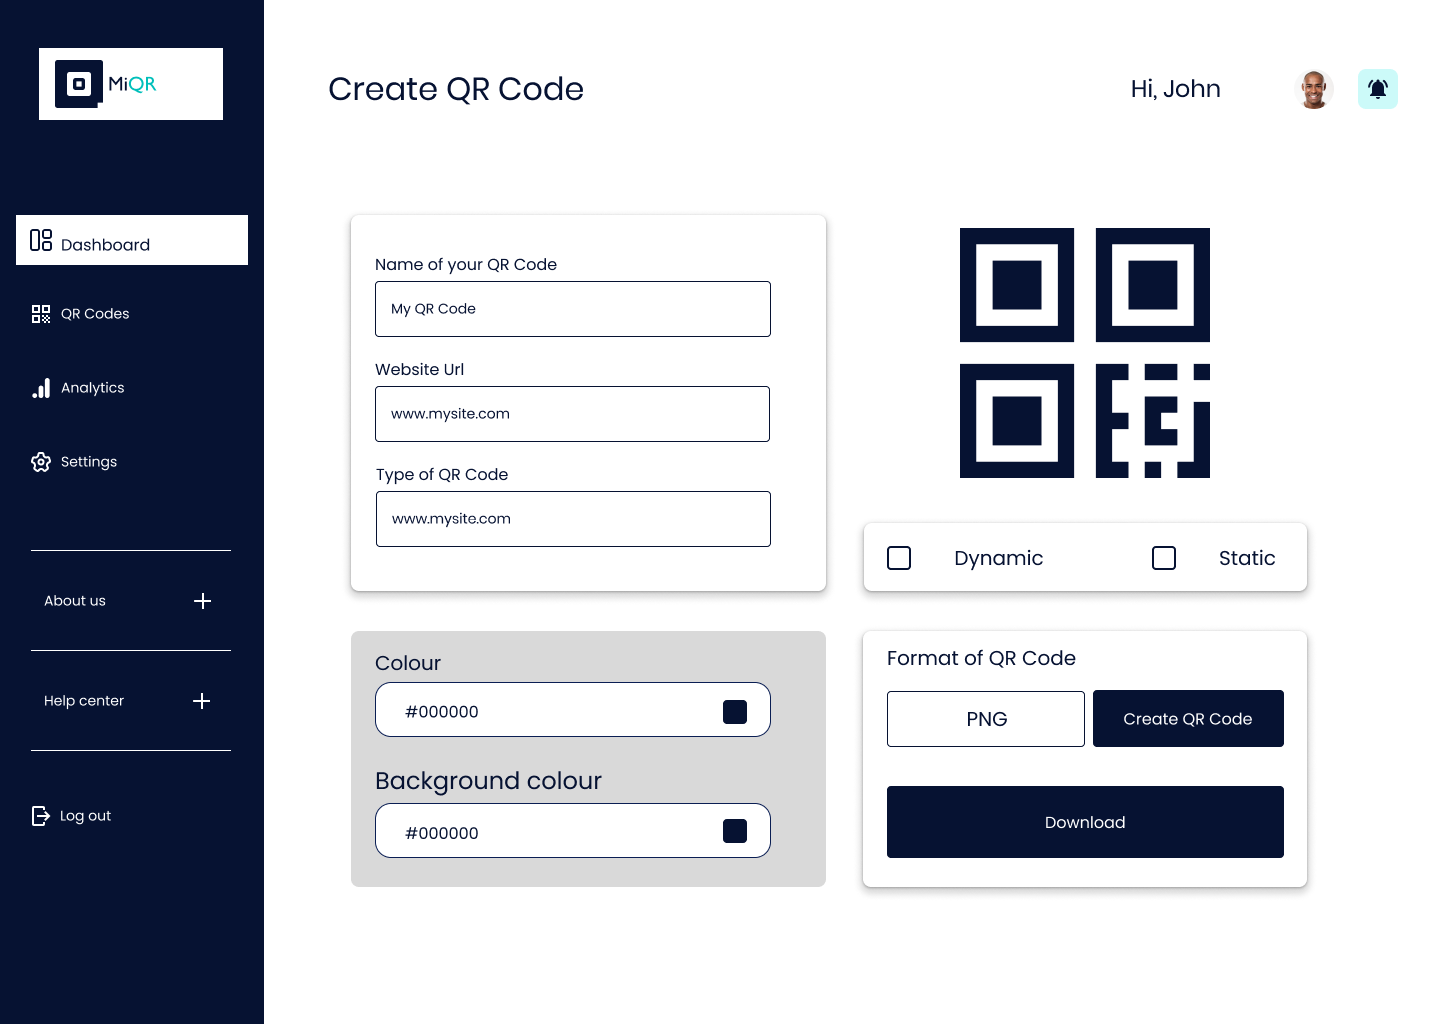 MiQR
Dashboard
QR Codes
Analytics
Settings
About us
Help center
Log out
Create QR Code
Hi, John
Name of your QR Code
My QR Code
Website Url
www.mysite.com
Type of QR Code
www.mysite.com
Dynamic
Static
Colour
#000000
Background colour
#000000
Format of QR Code
PNG
Create QR Code
Download